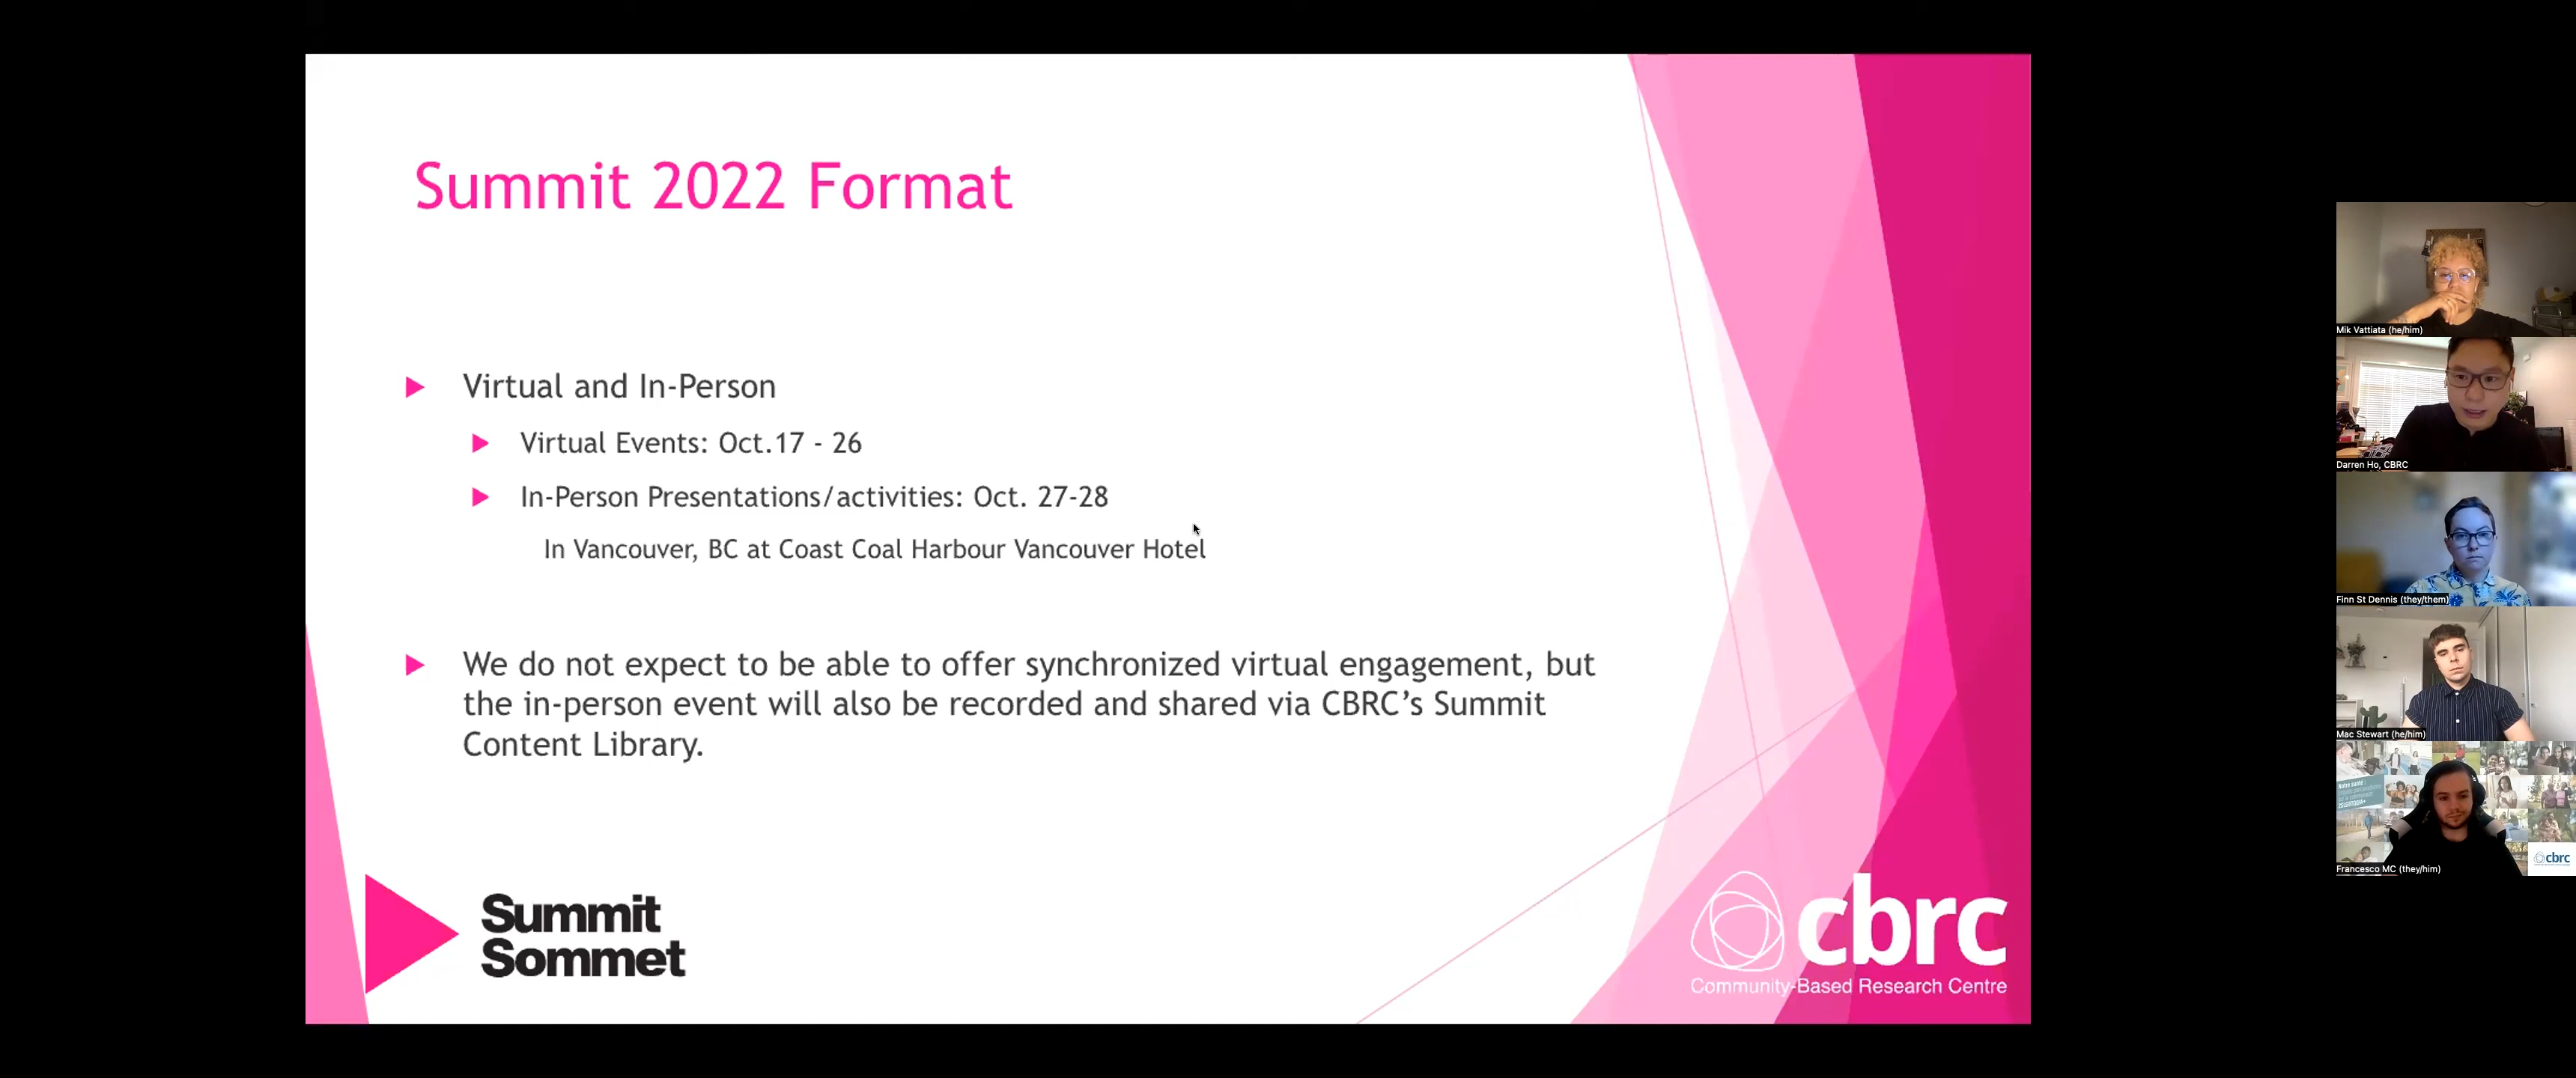 Summit 2022 Format
Virtual and In-Person
Virtual Events: Oct.17 - 26
In-Person Presentations/activities: Oct. 27-28
In Vancouver, BC at Coast Coal Harbour Vancouver Hotel
We do not expect to be able to offer synchronized virtual engagement, but
the in-person event will also be recorded and shared via CBRC’s Summit
Content Library.
Summit
Sommet
cbrc
Community-Based Research Centre
Mik Vattiata (he/him)
Darren Ho, CBRC
Finn St Dennis (they/them)
Mac Stewart (he/him)
cbrc
Francesco MC (they/him)